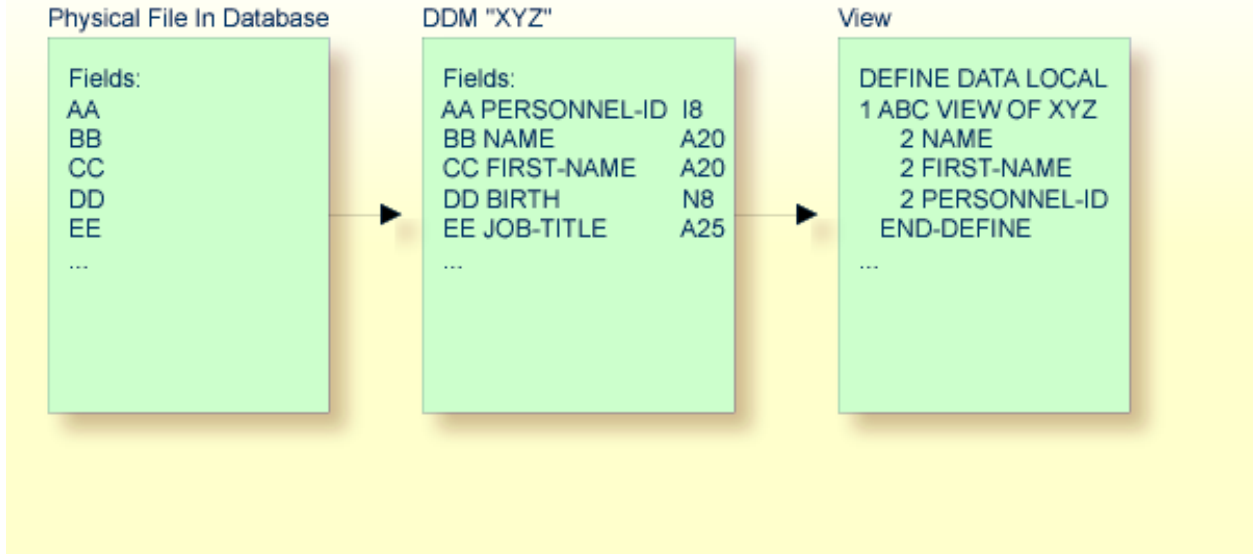 Physical File In Database
Fields:
AA
BB
CC
DD
EE
...
DDM "XYZ"
Fields:
AA PERSONNEL-ID I8
BB NAME A20
CC FIRST-NAME A20
DD BIRTH N8
EE JOB-TITLE A25
...
View
DEFINE DATA LOCAL
1 ABC VIEW OF XYZ
2 NAME
2 FIRST-NAME
2 PERSONNEL-ID
END-DEFINE
...